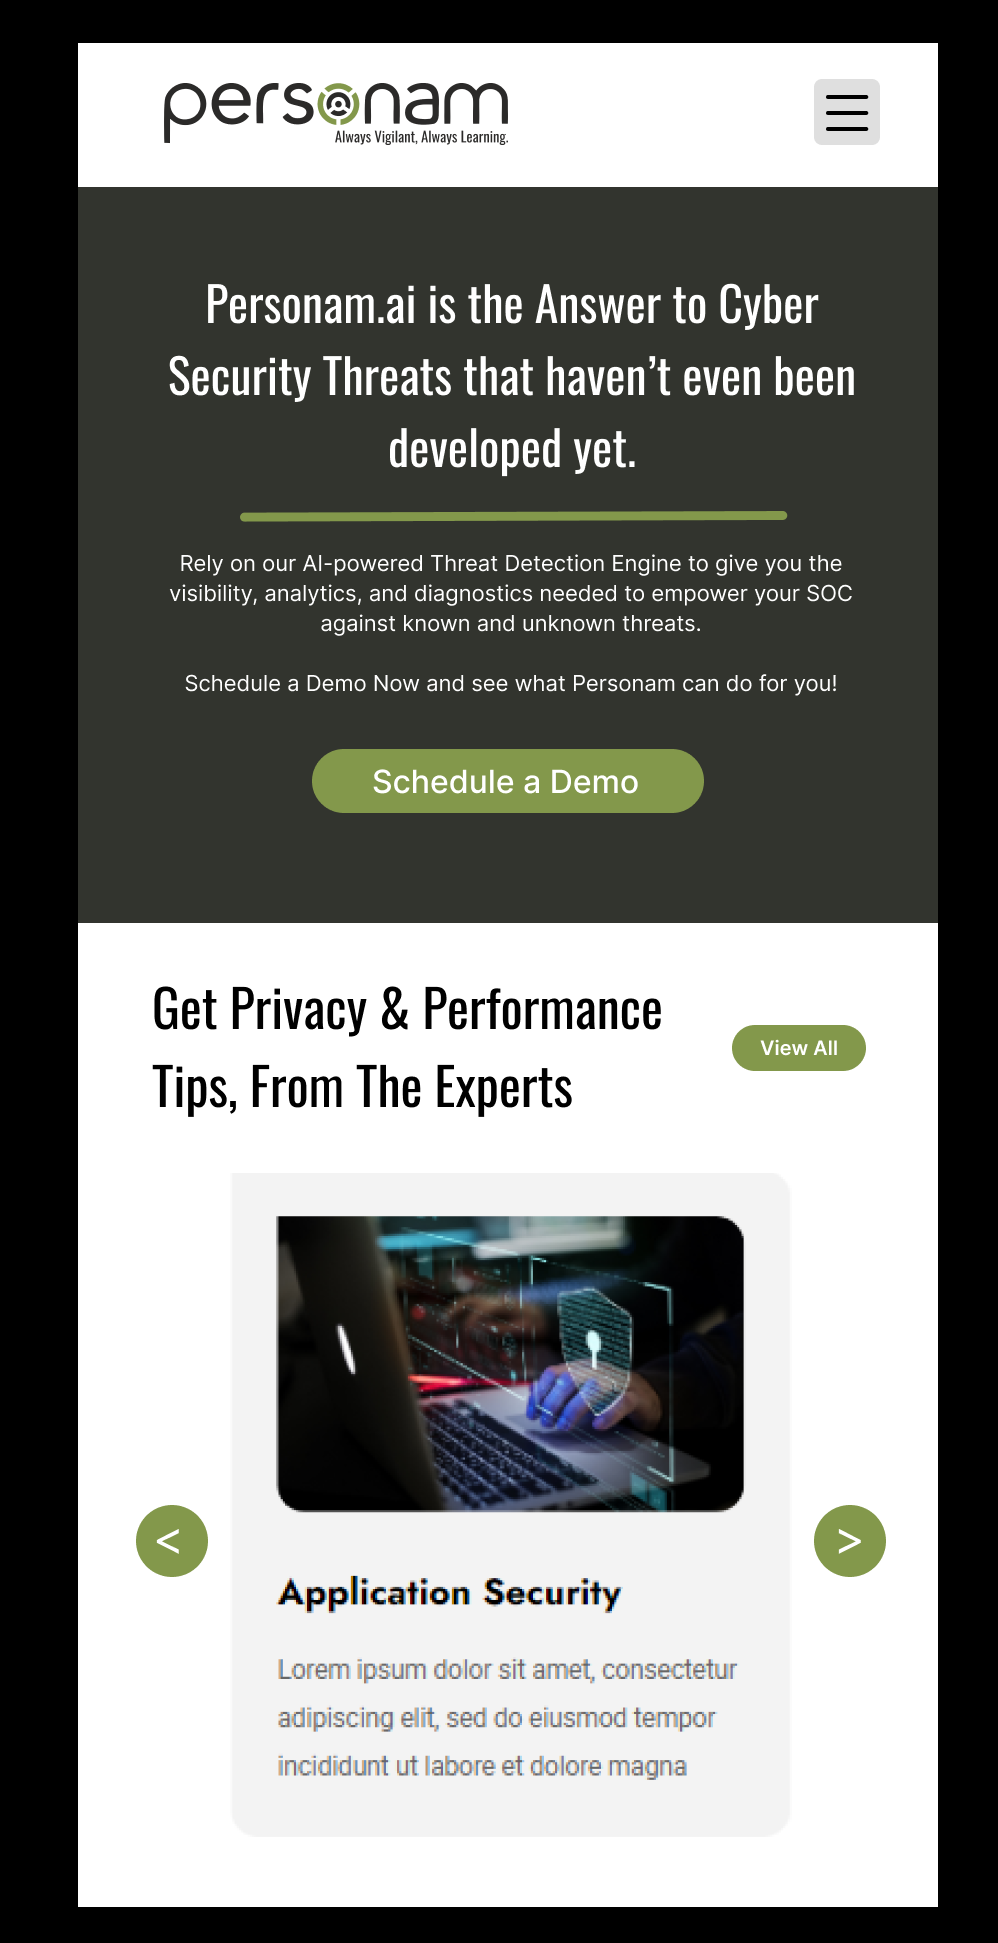 personam
Always Vigilant, Always Learning.
Personam.ai is the Answer to Cyber
Security Threats that haven’t even been
developed yet.
Rely on our AI-powered Threat Detection Engine to give you the
visibility, analytics, and diagnostics needed to empower your SOC
against known and unknown threats.
Schedule a Demo Now and see what Personam can do for you!
Schedule a Demo
Get Privacy & Performance
Tips, From The Experts
View All
<
>
Application Security
Lorem ipsum dolor sit amet, consectetur
adipiscing elit, sed do eiusmod tempor
incididunt ut labore et dolore magna